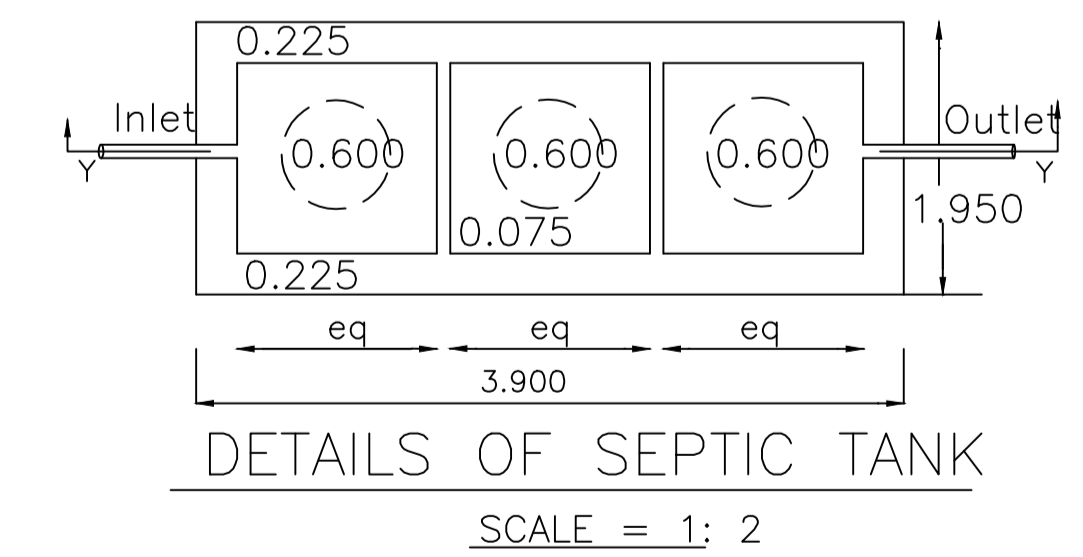 0.225
Inlet
Outlet
Y
0.600
0.600
0.600
Y
1.950
0.075
0.225
eq
eq
eq
3.900
DETAILS OF SEPTIC TANK
SCALE = 1: 2